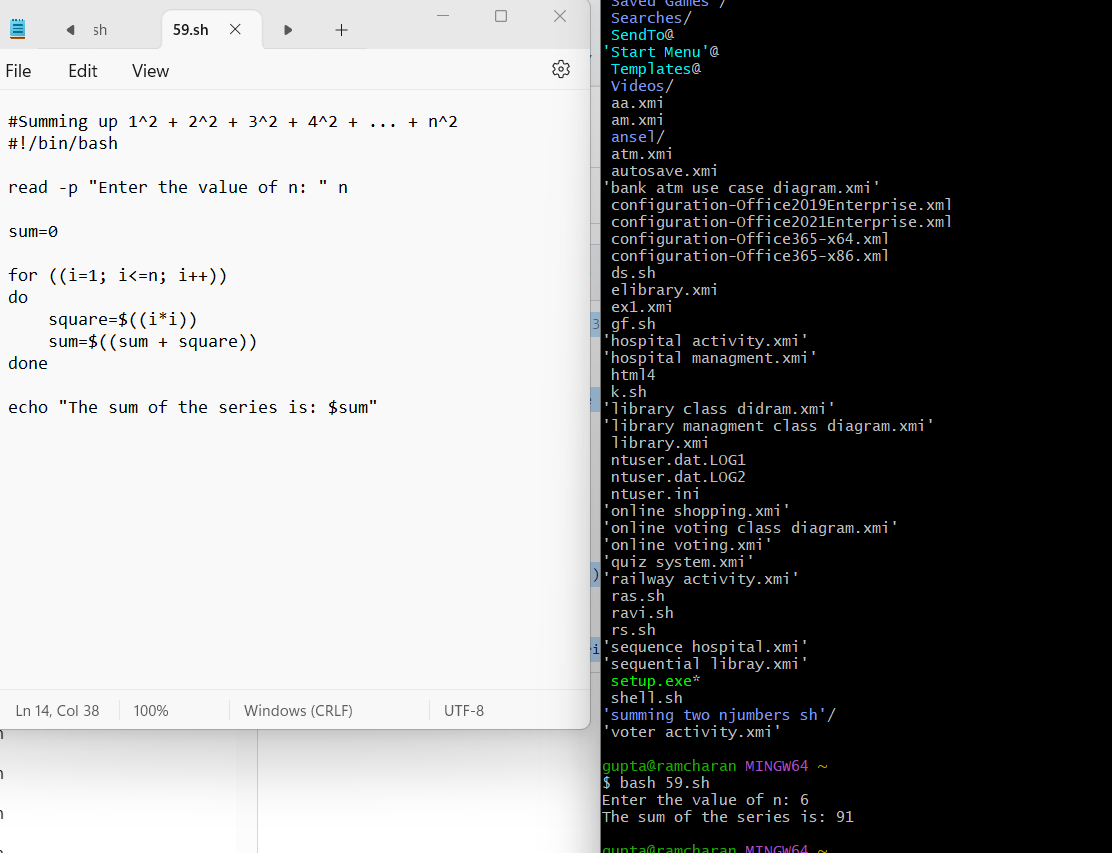 sh
59.sh
File Edit View
#Summing up 1^2 + 2^2 + 3^2 + 4^2 + ... + n^2
#!/bin/bash
read -p "Enter the value of n: " n
sum=0
for ((i=1; i<=n; i++))
do
    square=$((i*i))
    sum=$((sum + square))
done
echo "The sum of the series is: $sum"
Ln 14, Col 38 100% Windows (CRLF) UTF-8
'Saved Games'/
Searches/
SendTo@
'Start Menu'@
Templates@
Videos/
aa.xmi
am.xmi
ansel/
atm.xmi
autosave.xmi
'bank atm use case diagram.xmi'
configuration-Office2019Enterprise.xml
configuration-Office2021Enterprise.xml
configuration-Office365-x64.xml
configuration-Office365-x86.xml
ds.sh
elibrary.xmi
ex1.xmi
gf.sh
'hospital activity.xmi'
'hospital managment.xmi'
html4
k.sh
'library class didram.xmi'
'library managment class diagram.xmi'
library.xmi
ntuser.dat.LOG1
ntuser.dat.LOG2
ntuser.ini
'online shopping.xmi'
'online voting class diagram.xmi'
'online voting.xmi'
'quiz system.xmi'
'railway activity.xmi'
ras.sh
ravi.sh
rs.sh
'sequence hospital.xmi'
'sequential libray.xmi'
setup.exe*
shell.sh
'summing two njumbers sh'/
'voter activity.xmi'
gupta@ramcharan MINGW64 ~
$ bash 59.sh
Enter the value of n: 6
The sum of the series is: 91
gupta@ramcharan MINGW64 ~